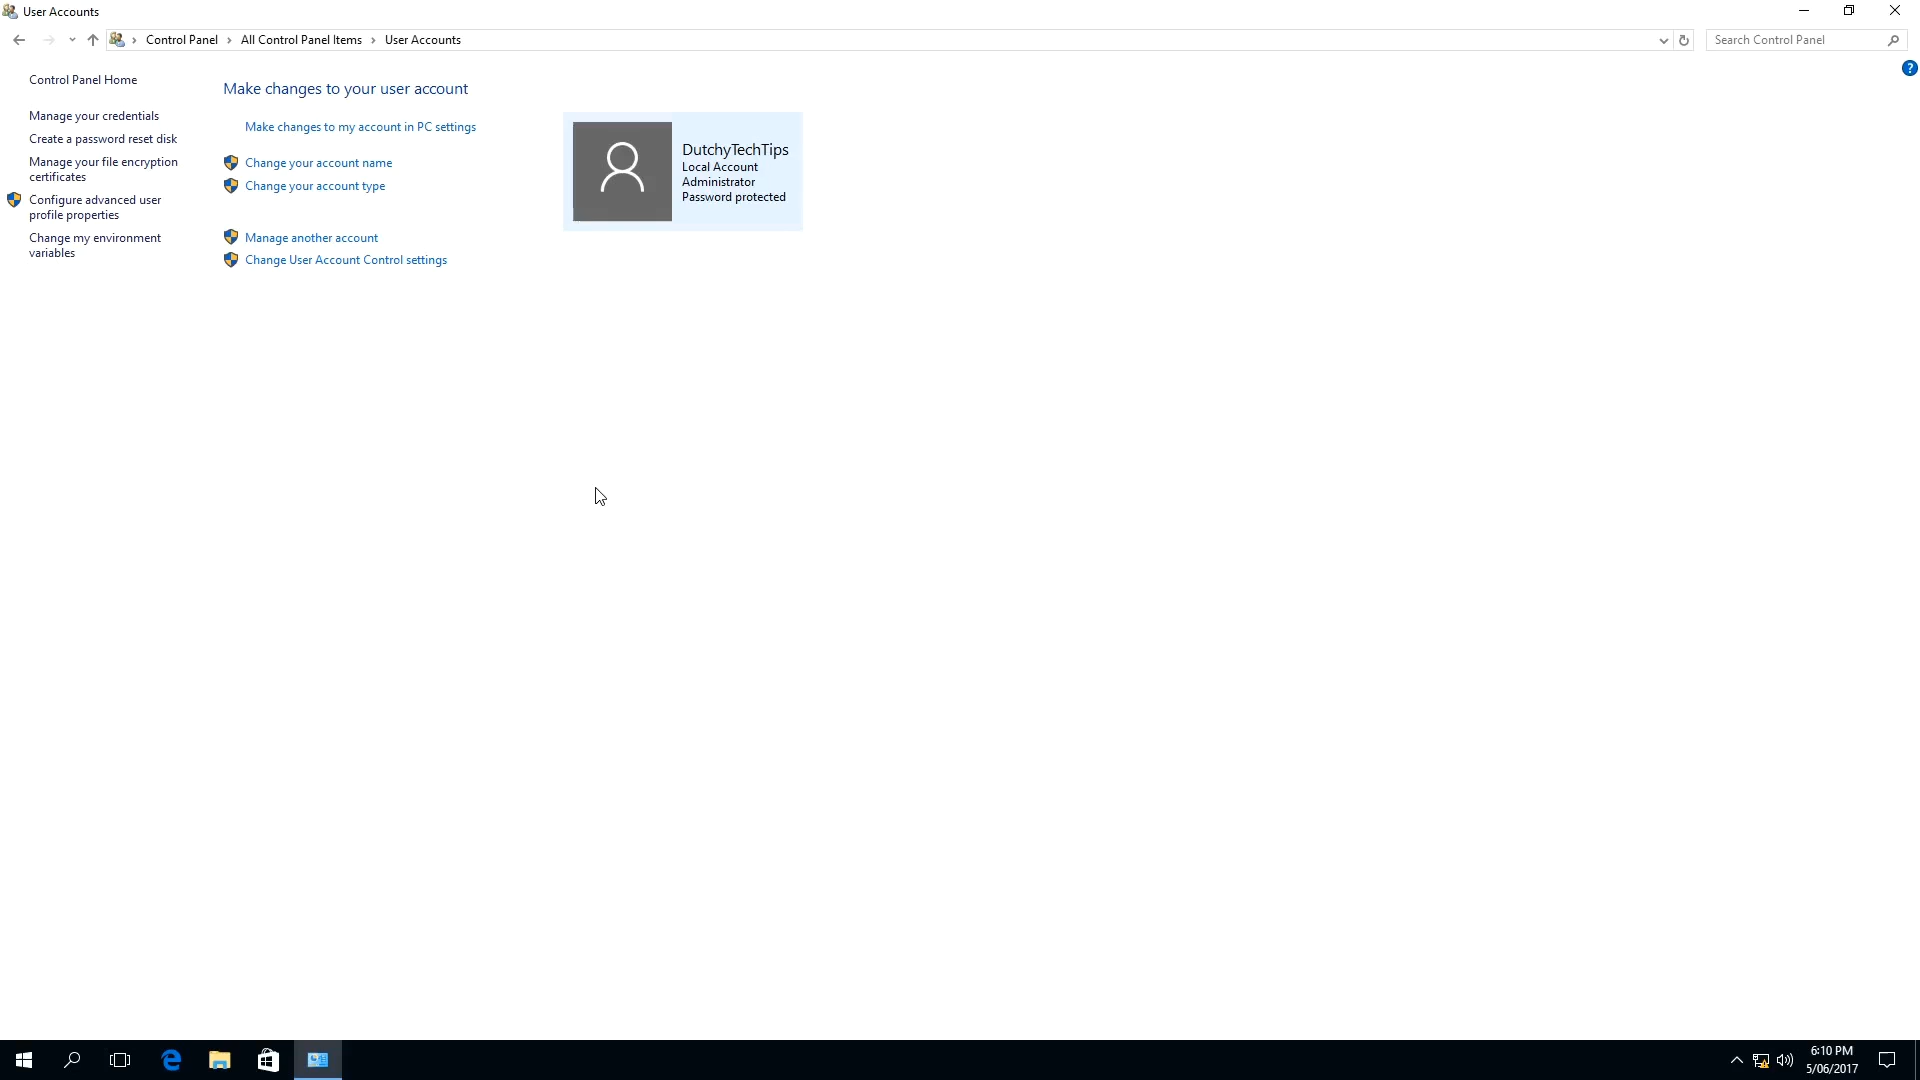 User Accounts
Control Panel
All Control Panel Items
User Accounts
Search Control Panel
Control Panel Home
Manage your credentials
Create a password reset disk
Manage your file encryption
certificates
Configure advanced user
profile properties
Change my environment
variables
Make changes to your user account
Make changes to my account in PC settings
Change your account name
Change your account type
Manage another account
Change User Account Control settings
DutchyTechTips
Local Account
Administrator
Password protected
6:10 PM
5/06/2017